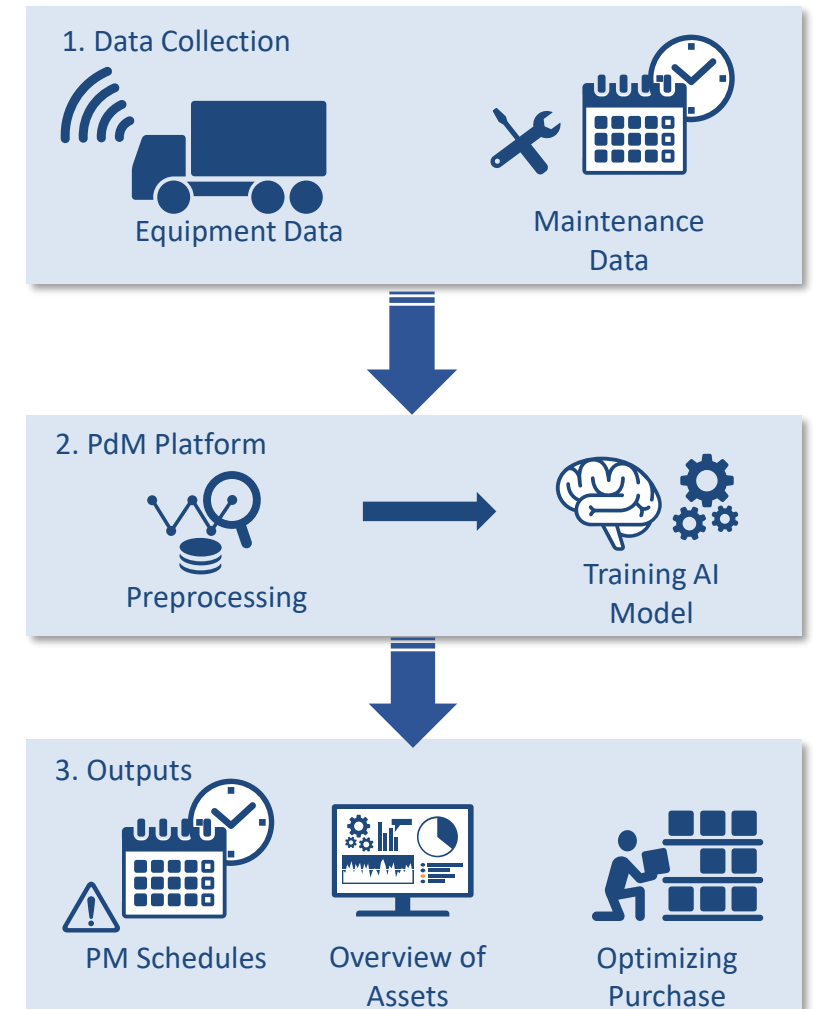 1. Data Collection
Equipment Data
Maintenance
Data
2. PdM Platform
Preprocessing
Training AI
Model
3. Outputs
PM Schedules
Overview of
Assets
Optimizing
Purchase